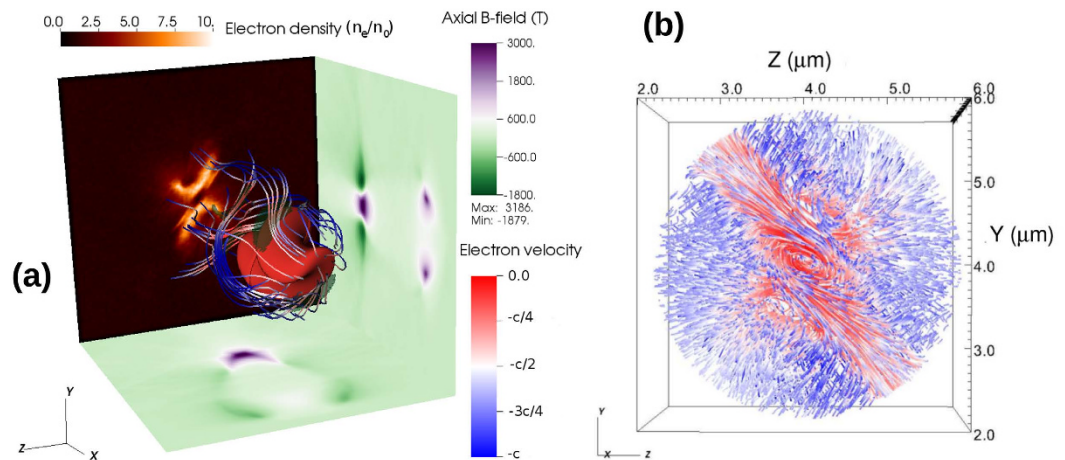 0.0 2.5 5.0 7.5 10.
Electron density (n_e/n_0)
Axial B-field (T)
3000.
1800.
600.0
-600.0
-1800.
Max: 3186.
Min: -1879.
Electron velocity
0.0
-c/4
-c/2
-3c/4
-c
(a)
Y
Z
X
(b)
Z (μm)
2.0 3.0 4.0 5.0 6.0
6.0
5.0
Y (μm)
4.0
3.0
2.0
Y
X
Z